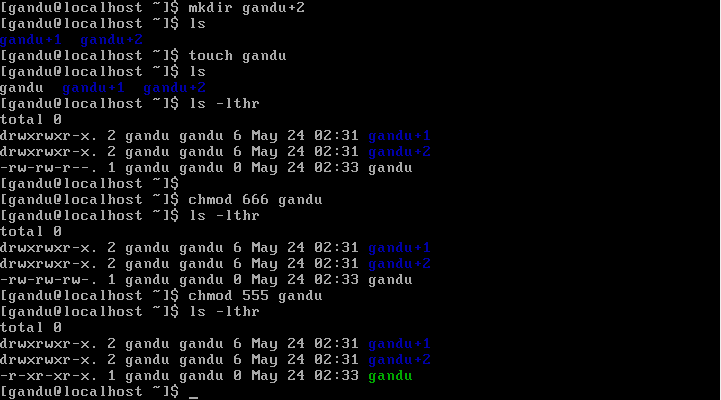 [gandu@localhost ~]$ mkdir gandu+2
[gandu@localhost ~]$ ls
gandu+1  gandu+2
[gandu@localhost ~]$ touch gandu
[gandu@localhost ~]$ ls
gandu  gandu+1  gandu+2
[gandu@localhost ~]$ ls -lthr
total 0
drwxrwxr-x. 2 gandu gandu 6 May 24 02:31 gandu+1
drwxrwxr-x. 2 gandu gandu 6 May 24 02:31 gandu+2
-rw-rw-r--. 1 gandu gandu 0 May 24 02:33 gandu
[gandu@localhost ~]$
[gandu@localhost ~]$ chmod 666 gandu
[gandu@localhost ~]$ ls -lthr
total 0
drwxrwxr-x. 2 gandu gandu 6 May 24 02:31 gandu+1
drwxrwxr-x. 2 gandu gandu 6 May 24 02:31 gandu+2
-rw-rw-rw-. 1 gandu gandu 0 May 24 02:33 gandu
[gandu@localhost ~]$ chmod 555 gandu
[gandu@localhost ~]$ ls -lthr
total 0
drwxrwxr-x. 2 gandu gandu 6 May 24 02:31 gandu+1
drwxrwxr-x. 2 gandu gandu 6 May 24 02:31 gandu+2
-r-xr-xr-x. 1 gandu gandu 0 May 24 02:33 gandu
[gandu@localhost ~]$ _